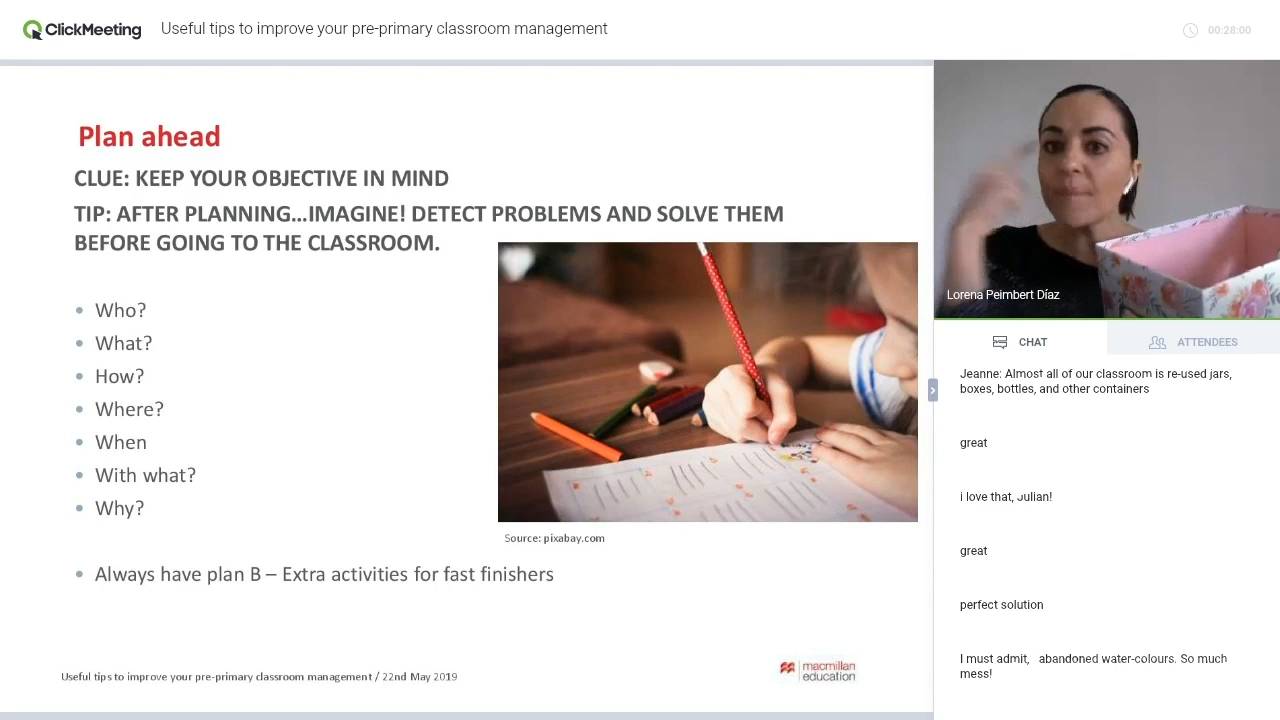 ClickMeeting
Useful tips to improve your pre-primary classroom management
00:28:00
Plan ahead
CLUE: KEEP YOUR OBJECTIVE IN MIND
TIP: AFTER PLANNING…IMAGINE! DETECT PROBLEMS AND SOLVE THEM
BEFORE GOING TO THE CLASSROOM.
• Who?
• What?
• How?
• Where?
• When
• With what?
• Why?
Source: pixabay.com
• Always have plan B – Extra activities for fast finishers
Useful tips to improve your pre-primary classroom management / 22nd May 2019
macmillan
education
Lorena Peimbert Díaz
CHAT
ATTENDEES
Jeanne: Almost all of our classroom is re-used jars,
boxes, bottles, and other containers
great
i love that, Julian!
great
perfect solution
I must admit, abandoned water-colours. So much
mess!